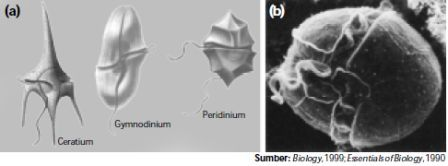 (a)
(b)
Ceratium
Gymnodinium
Peridinium
Sumber: Biology, 1999; Essentials of Biology, 1990